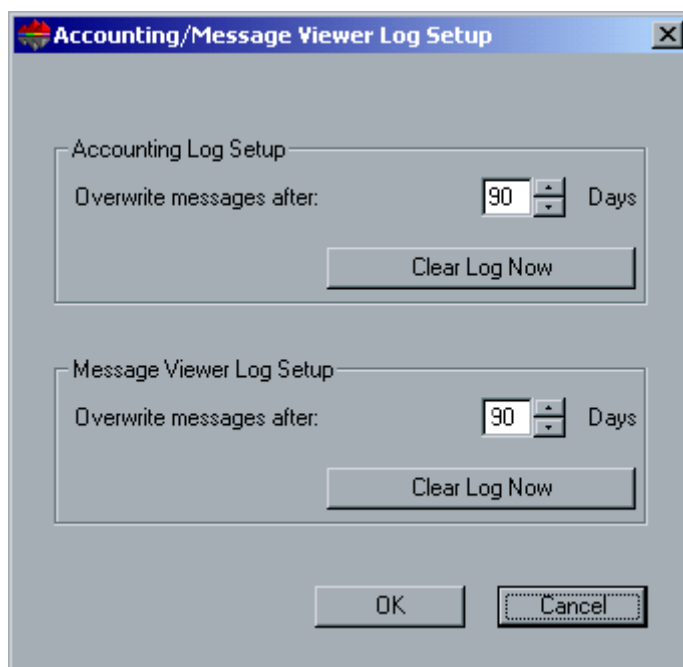 Accounting/Message Viewer Log Setup
Accounting Log Setup
Overwrite messages after: 90 Days
Clear Log Now
Message Viewer Log Setup
Overwrite messages after: 90 Days
Clear Log Now
OK Cancel